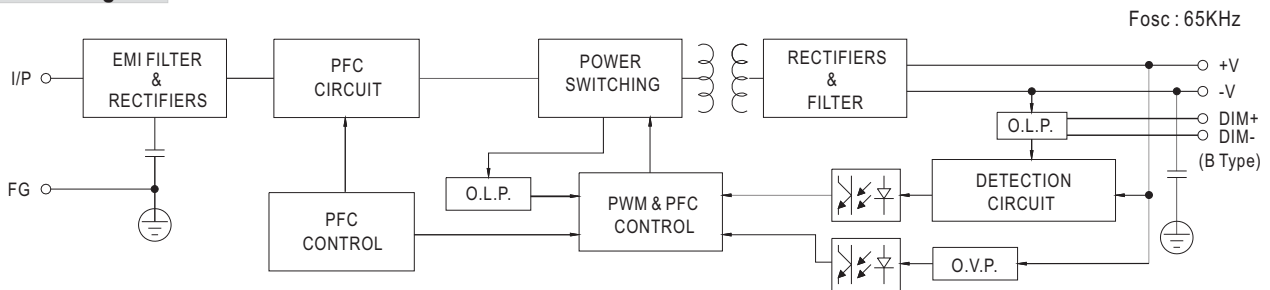 Fosc : 65KHz
I/P
EMI FILTER
&
RECTIFIERS
PFC
CIRCUIT
POWER
SWITCHING
RECTIFIERS
&
FILTER
+V
-V
DIM+
DIM-
(B Type)
O.L.P.
FG
O.L.P.
PFC
CONTROL
PWM & PFC
CONTROL
DETECTION
CIRCUIT
O.V.P.